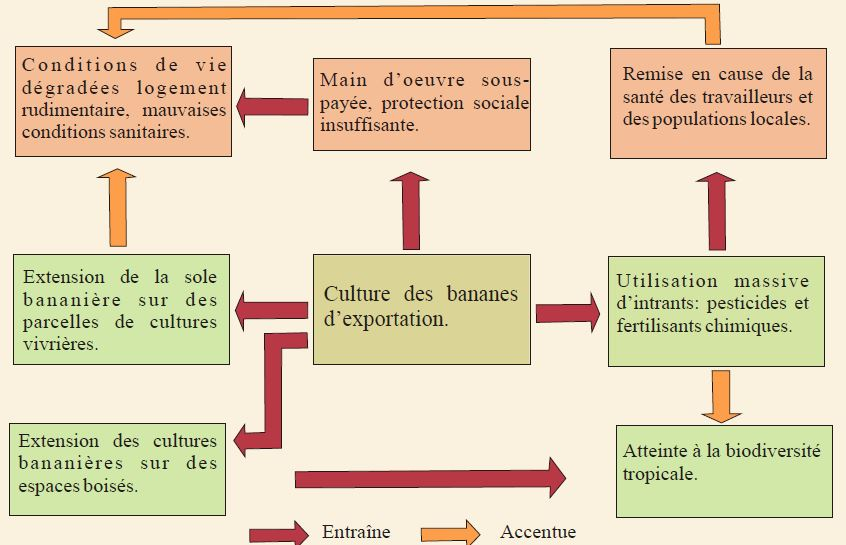 Conditions de vie
dégradées logement
rudimentaire, mauvaises
conditions sanitaires.
Main d'oeuvre sous-
payée, protection sociale
insuffisante.
Remise en cause de la
santé des travailleurs et
des populations locales.
Extension de la sole
bananière sur des
parcelles de cultures
vivrières.
Culture des bananes
d'exportation.
Utilisation massive
d'intrants: pesticides et
fertilisants chimiques.
Extension des cultures
bananières sur des
espaces boisés.
Atteinte à la biodiversité
tropicale.
Entraîne
Accentue